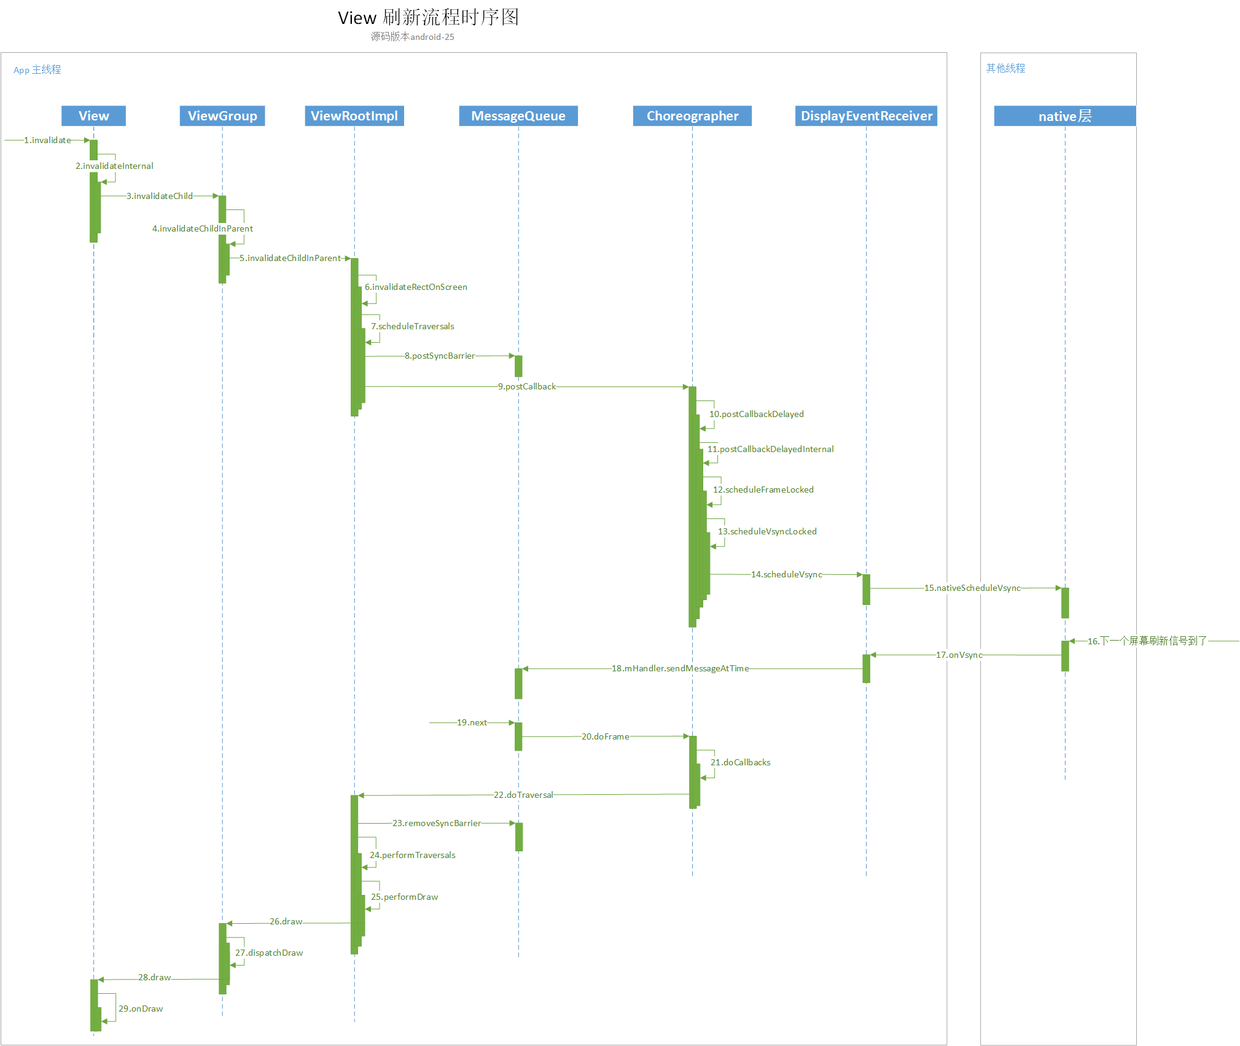 View 刷新流程时序图
源码版本android-25
App 主线程
其他线程
View
ViewGroup
ViewRootImpl
MessageQueue
Choreographer
DisplayEventReceiver
native层
1.invalidate
2.invalidateInternal
3.invalidateChild
4.invalidateChildInParent
5.invalidateChildInParent
6.invalidateRectOnScreen
7.scheduleTraversals
8.postSyncBarrier
9.postCallback
10.postCallbackDelayed
11.postCallbackDelayedInternal
12.scheduleFrameLocked
13.scheduleVsyncLocked
14.scheduleVsync
15.nativeScheduleVsync
16.下一个屏幕刷新信号到了
17.onVsync
18.mHandler.sendMessageAtTime
19.next
20.doFrame
21.doCallbacks
22.doTraversal
23.removeSyncBarrier
24.performTraversals
25.performDraw
26.draw
27.dispatchDraw
28.draw
29.onDraw